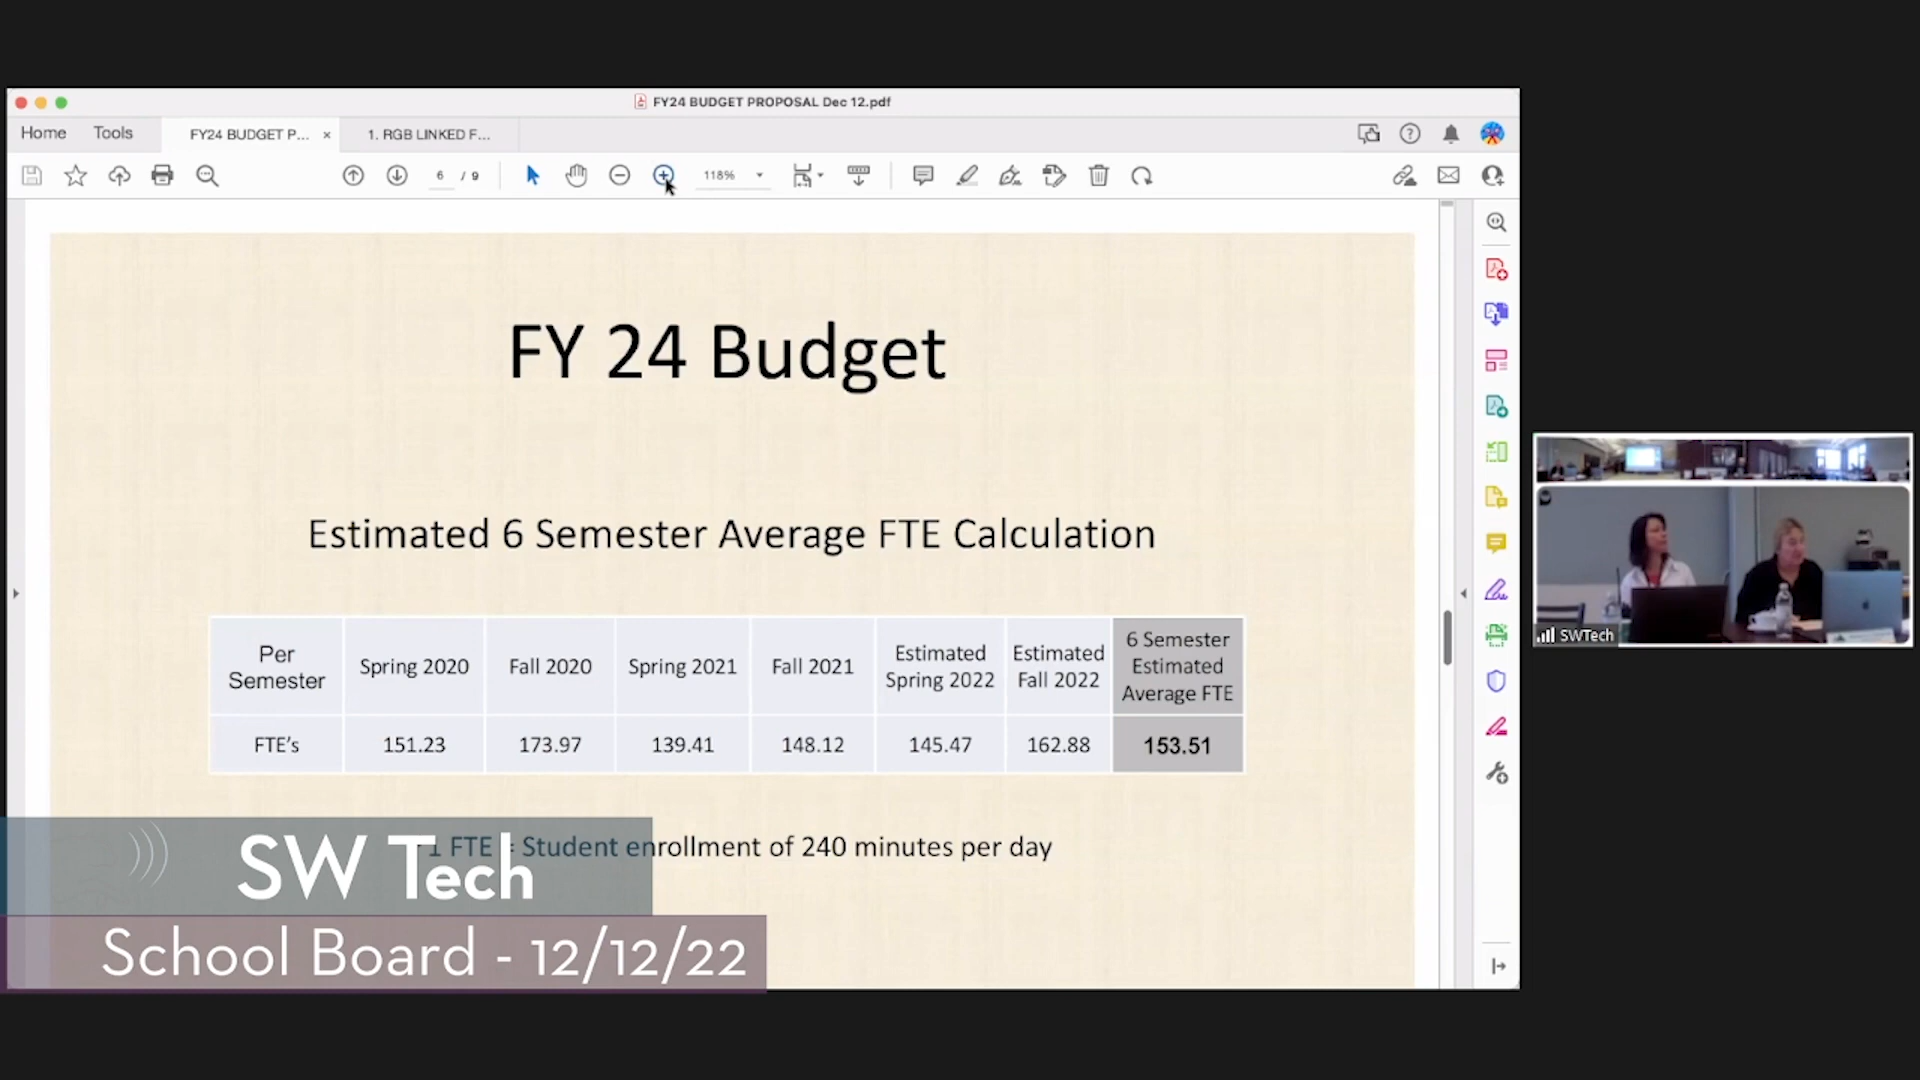 FY24 BUDGET PROPOSAL Dec 12.pdf
Home Tools FY24 BUDGET P... × 1. RGB LINKED F...
6 / 9 118%
FY 24 Budget
Estimated 6 Semester Average FTE Calculation
Per Semester Spring 2020 Fall 2020 Spring 2021 Fall 2021 Estimated Spring 2022 Estimated Fall 2022 6 Semester Estimated Average FTE
FTE's 151.23 173.97 139.41 148.12 145.47 162.88 153.51
1 FTE = Student enrollment of 240 minutes per day
SW Tech
School Board - 12/12/22
SWTech